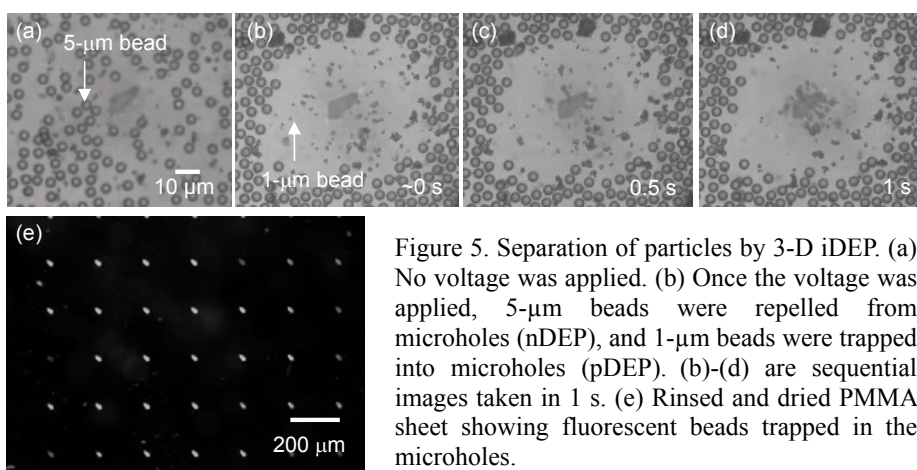 (a)
5-µm bead
10 µm
(b)
1-µm bead
~0 s
(c)
0.5 s
(d)
1 s
(e)
200 µm
Figure 5. Separation of particles by 3-D iDEP. (a)
No voltage was applied. (b) Once the voltage was
applied, 5-µm beads were repelled from
microholes (nDEP), and 1-µm beads were trapped
into microholes (pDEP). (b)-(d) are sequential
images taken in 1 s. (e) Rinsed and dried PMMA
sheet showing fluorescent beads trapped in the
microholes.